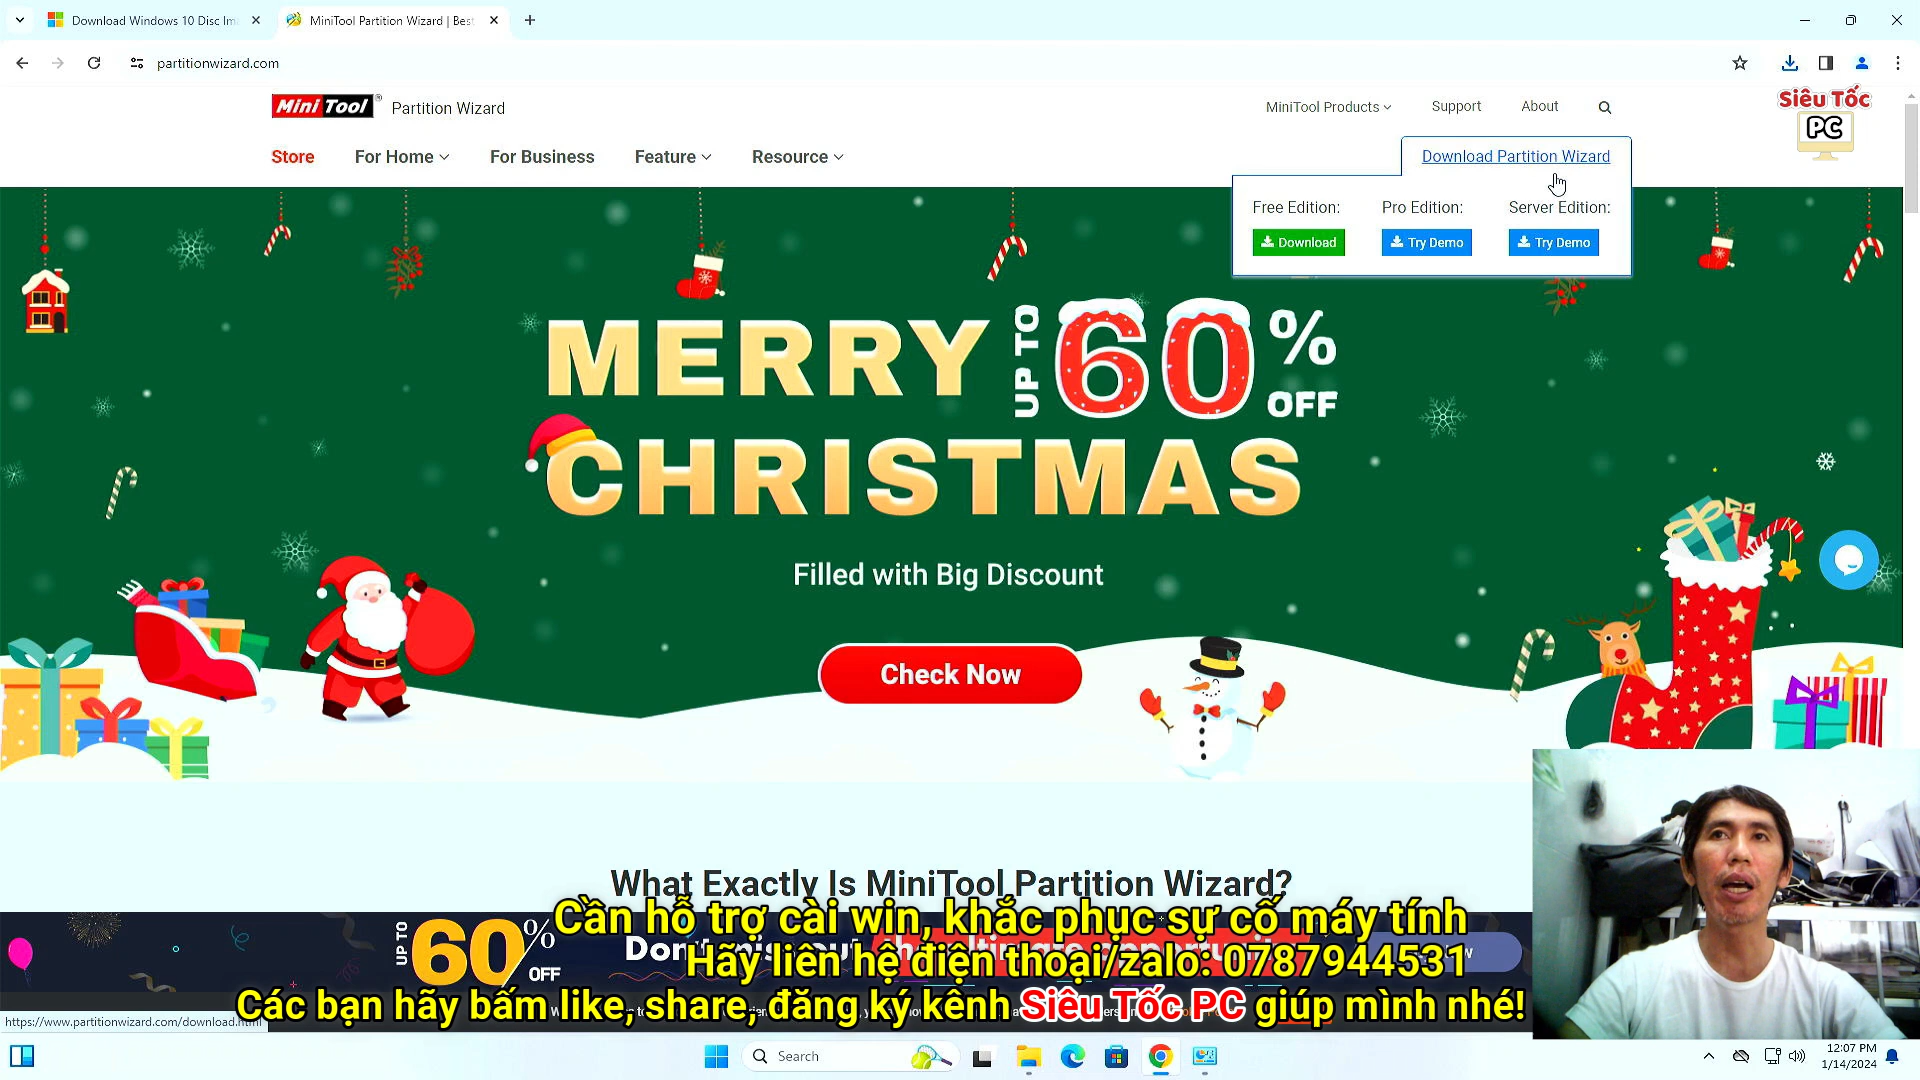 Download Windows 10 Disc Im
MiniTool Partition Wizard | Best
partitionwizard.com
Mini Tool® Partition Wizard
MiniTool Products
Support
About
Siêu Tốc
PC
Store
For Home
For Business
Feature
Resource
Download Partition Wizard
Free Edition:
Pro Edition:
Server Edition:
Download
Try Demo
Try Demo
MERRY
UP TO
60
%
OFF
CHRISTMAS
Filled with Big Discount
Check Now
What Exactly Is MiniTool Partition Wizard?
UP TO
60
%
OFF
Cần hỗ trợ cài win, khắc phục sự cố máy tính
Hãy liên hệ điện thoại/zalo: 0787944531
Các bạn hãy bấm like, share, đăng ký kênh Siêu Tốc PC giúp mình nhé!
https://www.partitionwizard.com/download.html
Search
12:07 PM
1/14/2024